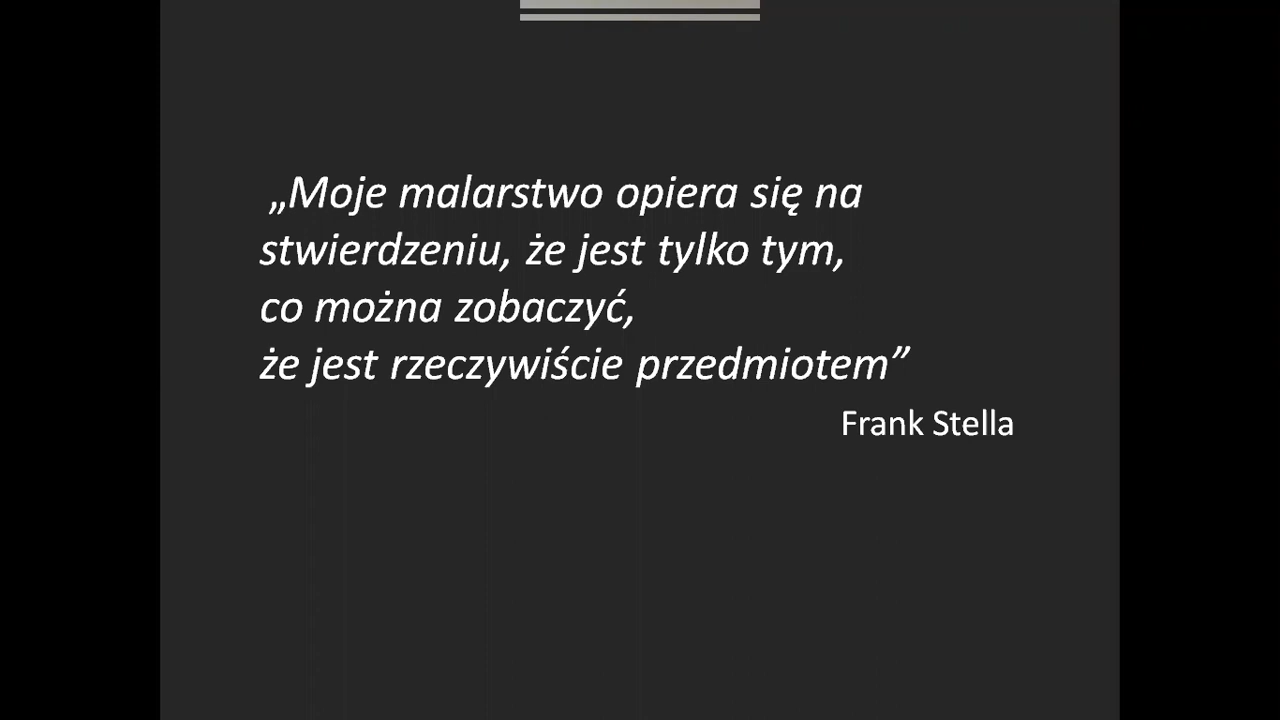 „Moje malarstwo opiera się na
stwierdzeniu, że jest tylko tym,
co można zobaczyć,
że jest rzeczywiście przedmiotem”
Frank Stella